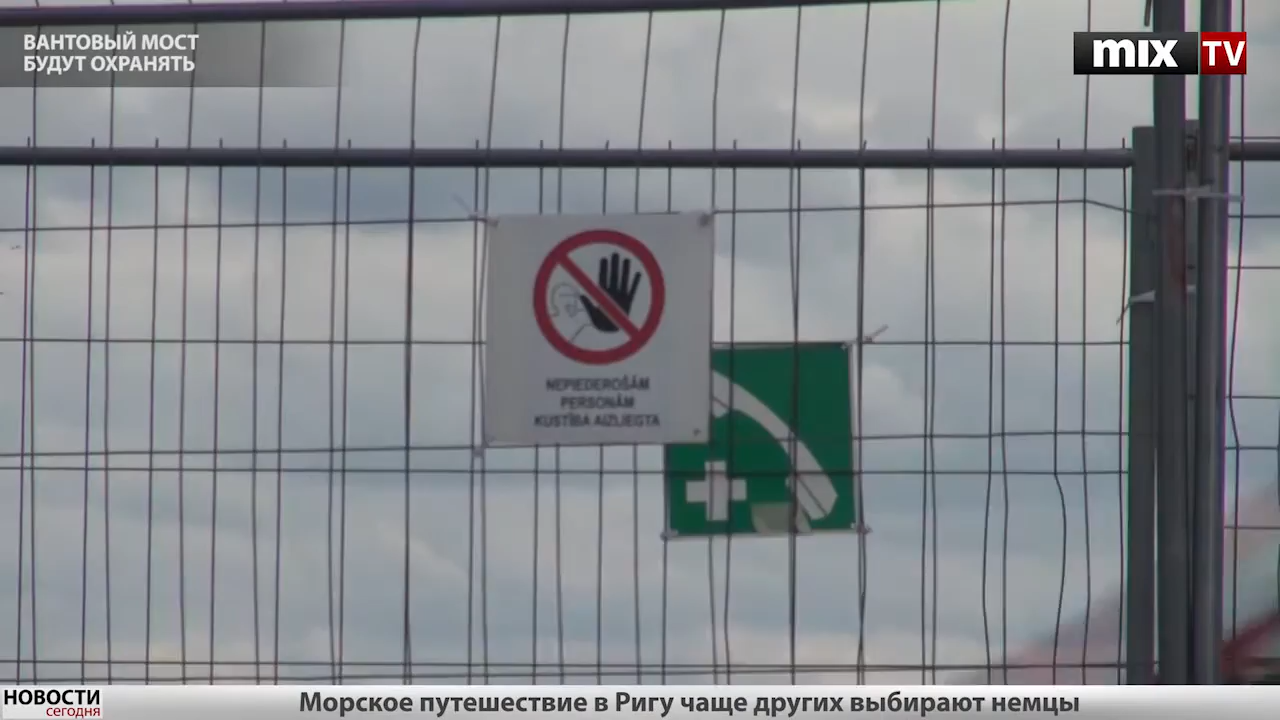 ВАНТОВЫЙ МОСТ
БУДУТ ОХРАНЯТЬ
mix TV
NEPIEDEROŠĀM
PERSONĀM
KUSTĪBA AIZLIEGTA
НОВОСТИ
сегодня
Морское путешествие в Ригу чаще других выбирают немцы